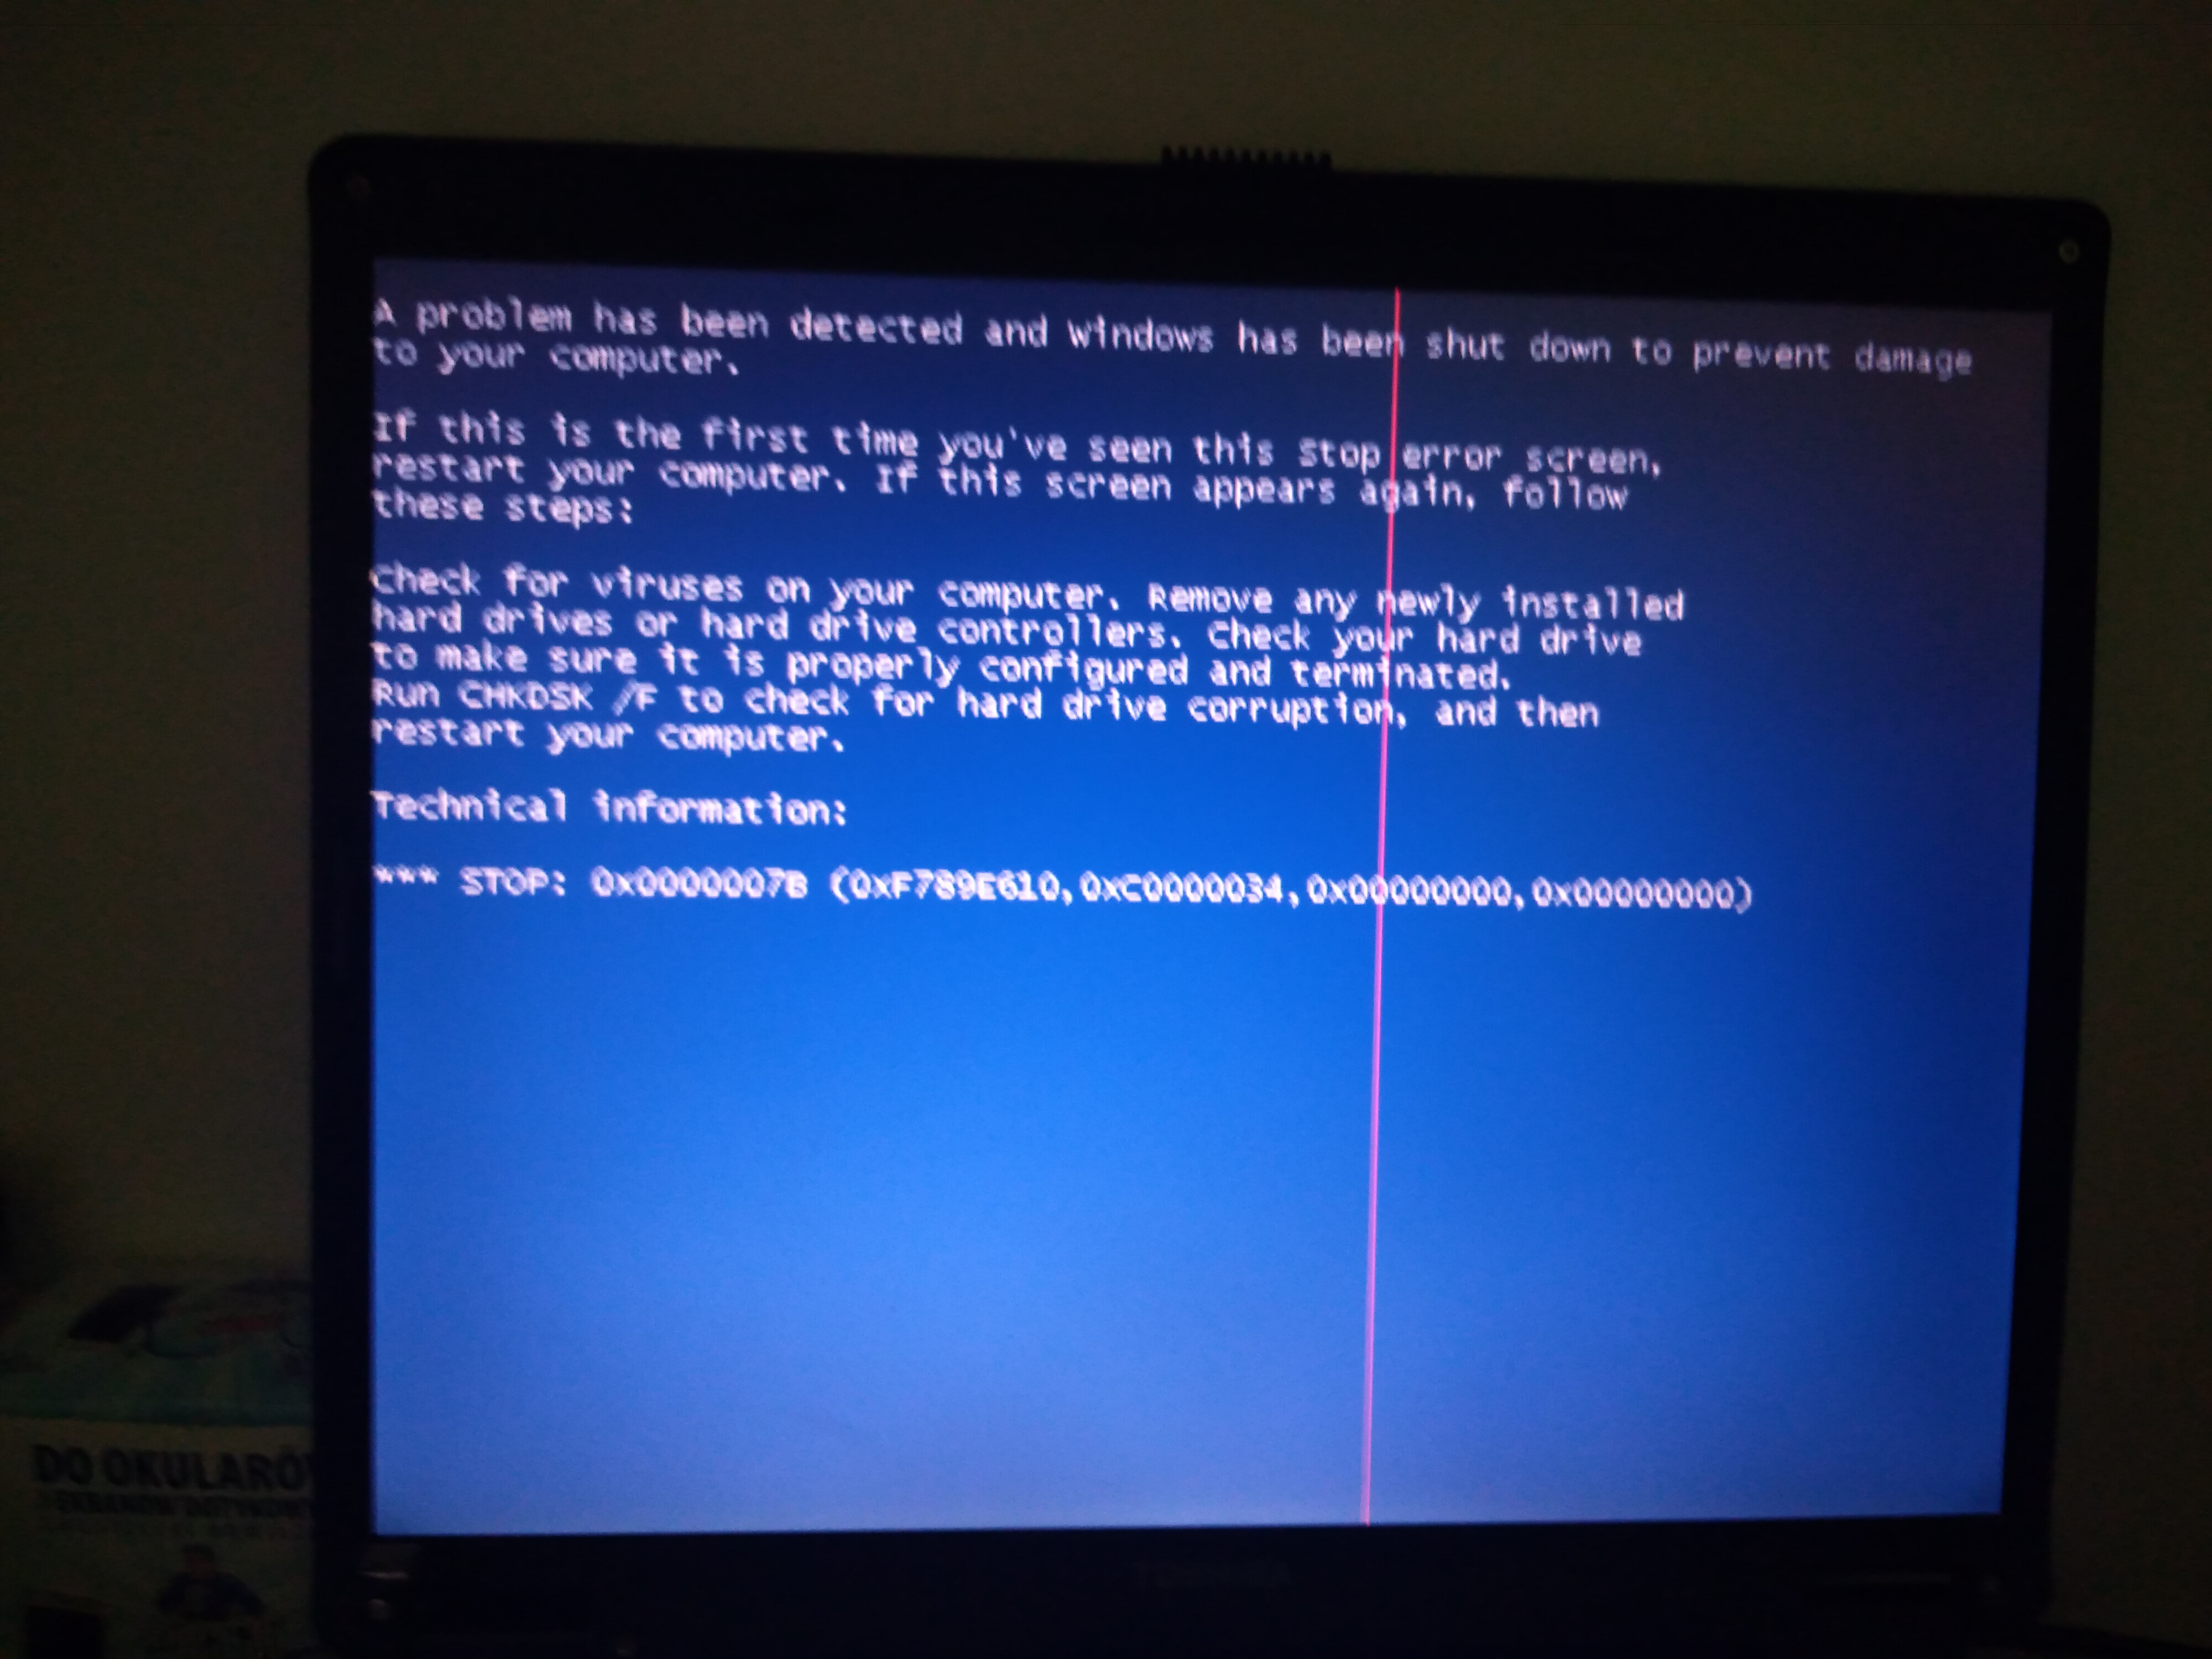 A problem has been detected and windows has been shut down to prevent damage
to your computer.
If this is the first time you've seen this Stop error screen,
restart your computer. If this screen appears again, follow
these steps:
Check for viruses on your computer. Remove any newly installed
hard drives or hard drive controllers. Check your hard drive
to make sure it is properly configured and terminated.
Run CHKDSK /F to check for hard drive corruption, and then
restart your computer.
Technical information:
*** STOP: 0x0000007B (0xF789E610,0xC0000034,0x00000000,0x00000000)
TOSHIBA
DO OKULARÓ